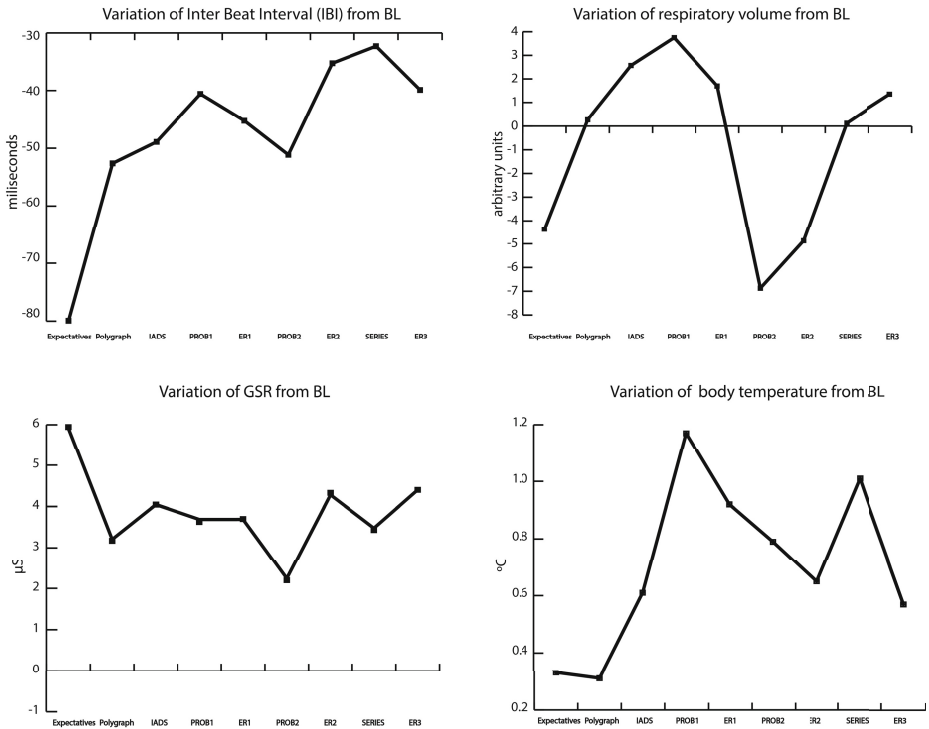 Variation of Inter Beat Interval (IBI) from BL
-30
-40
-50
-60
-70
-80
miliseconds
Expectatives Polygraph IADS PROB1 ER1 PROB2 ER2 SERIES ER3
Variation of respiratory volume from BL
4
3
2
1
0
-1
-2
-3
-4
-5
-6
-7
-8
arbitrary units
Expectatives Polygraph IADS PROB1 ER1 PROB2 ER2 SERIES ER3
Variation of GSR from BL
6
5
4
3
2
1
0
-1
µS
Expectatives Polygraph IADS PROB1 ER1 PROB2 ER2 SERIES ER3
Variation of body temperature from BL
1.2
1.0
0.8
0.5
0.4
0.2
ºC
Expectatives Polygraph IADS PROB1 ER1 PROB2 ER2 SERIES ER3